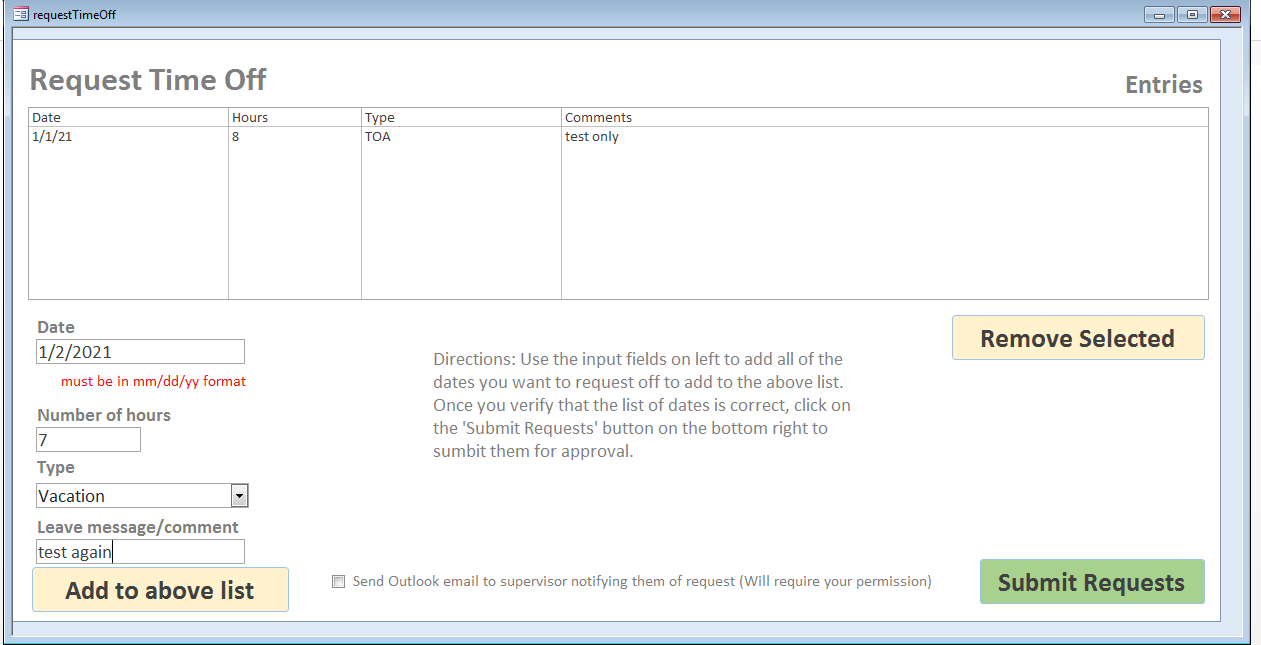 requestTimeOff
Request Time Off
Entries
Date Hours Type Comments
1/1/21 8 TOA test only
Date
1/2/2021
must be in mm/dd/yy format
Number of hours
7
Type
Vacation
Leave message/comment
test again
Add to above list
Directions: Use the input fields on left to add all of the
dates you want to request off to add to the above list.
Once you verify that the list of dates is correct, click on
the 'Submit Requests' button on the bottom right to
sumbit them for approval.
Remove Selected
Send Outlook email to supervisor notifying them of request (Will require your permission)
Submit Requests